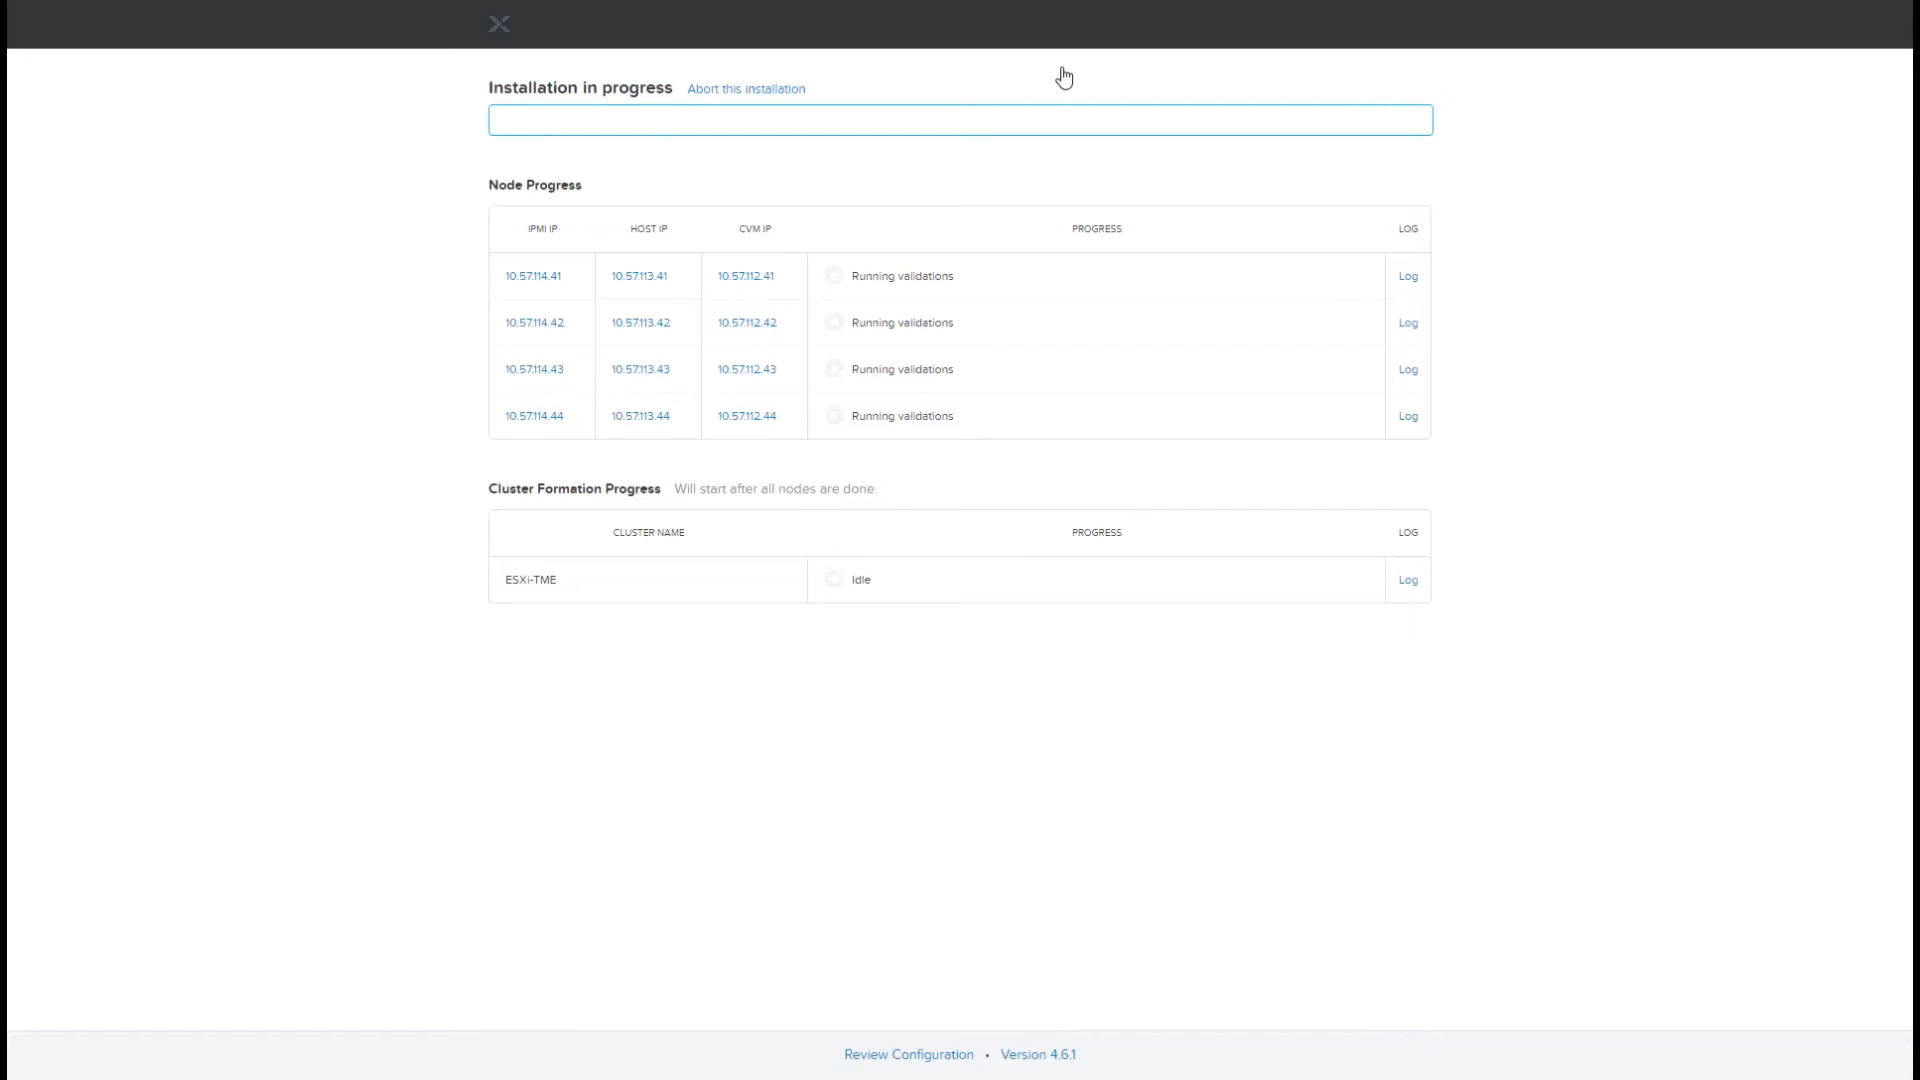 Installation in progress Abort this installation
Node Progress
IPMI IP HOST IP CVM IP PROGRESS LOG
10.57.114.41 10.57.113.41 10.57.112.41 Running validations Log
10.57.114.42 10.57.113.42 10.57.112.42 Running validations Log
10.57.114.43 10.57.113.43 10.57.112.43 Running validations Log
10.57.114.44 10.57.113.44 10.57.112.44 Running validations Log
Cluster Formation Progress Will start after all nodes are done.
CLUSTER NAME PROGRESS LOG
ESXi-TME Idle Log
Review Configuration • Version 4.6.1